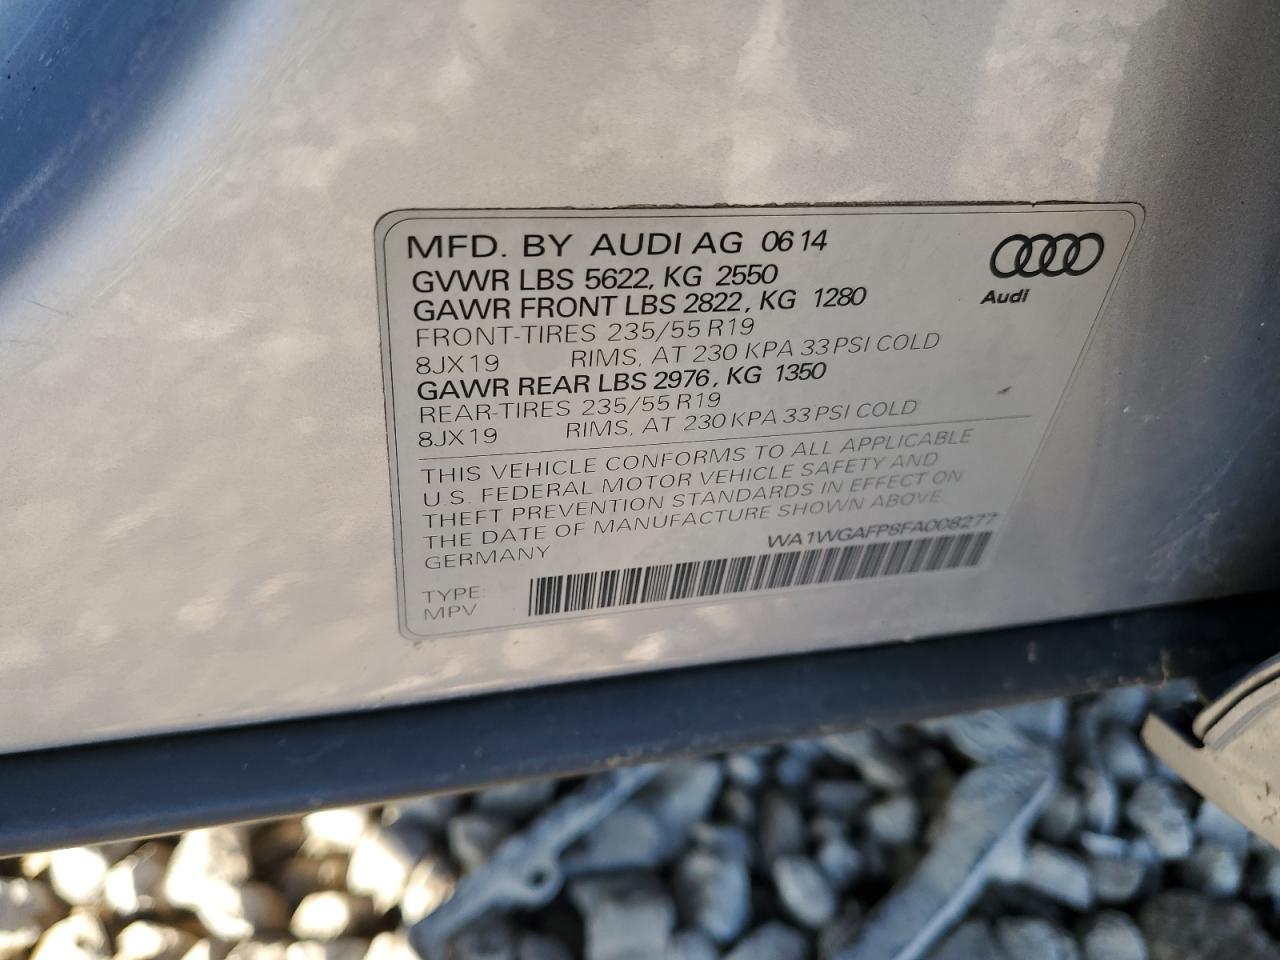 MFD. BY AUDI AG 06 14
GVWR LBS 5622, KG 2550
GAWR FRONT LBS 2822, KG 1280
FRONT-TIRES 235/55 R19
8JX19 RIMS, AT 230 KPA 33 PSI COLD
GAWR REAR LBS 2976, KG 1350
REAR-TIRES 235/55 R19
8JX19 RIMS, AT 230 KPA 33 PSI COLD
THIS VEHICLE CONFORMS TO ALL APPLICABLE
U.S. FEDERAL MOTOR VEHICLE SAFETY AND
THEFT PREVENTION STANDARDS IN EFFECT ON
THE DATE OF MANUFACTURE SHOWN ABOVE
GERMANY
WA1WGAFP8FA008277
TYPE:
MPV
Audi